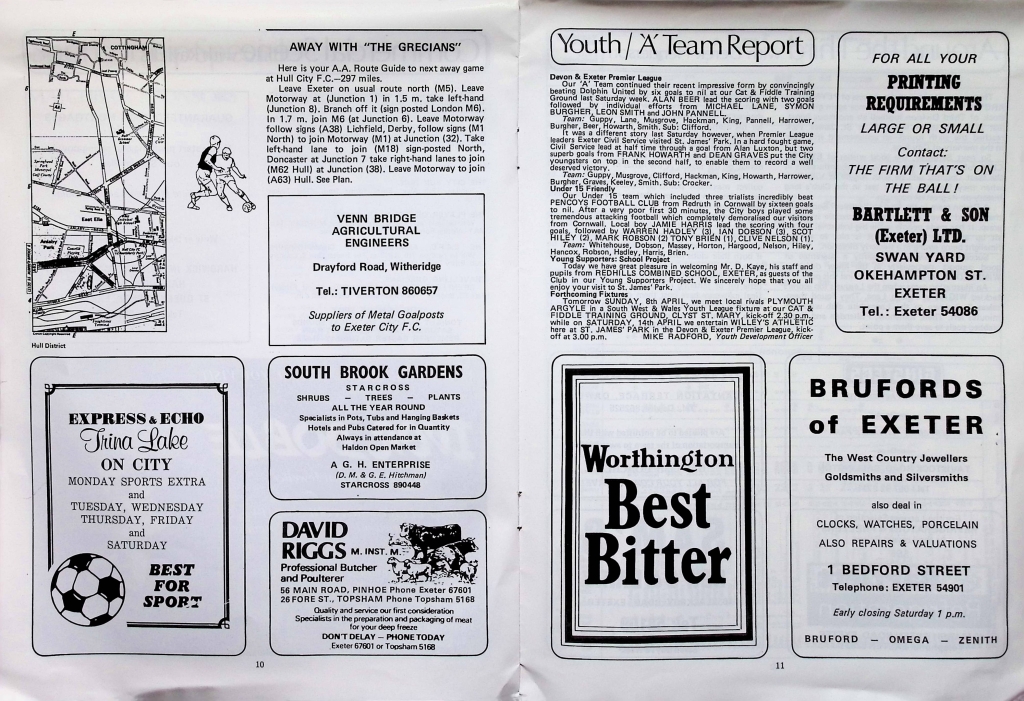 COTTINGHAM
Hull District
AWAY WITH "THE GRECIANS"
Here is your A.A. Route Guide to next away game
at Hull City F.C.—297 miles.
Leave Exeter on usual route north (M5). Leave
Motorway at (Junction 1) in 1.5 m. take left-hand
(Junction 8). Branch off it (sign posted London M6).
In 1.7 m. join M6 (at Junction 6). Leave Motorway
follow signs (A38) Lichfield, Derby, follow signs (M1
North) to join Motorway (M1) at Junction (32). Take
left-hand lane to join (M18) sign-posted North,
Doncaster at Junction 7 take right-hand lanes to join
(M62 Hull) at Junction (38). Leave Motorway to join
(A63) Hull. See Plan.
VENN BRIDGE
AGRICULTURAL
ENGINEERS
Drayford Road, Witheridge
Tel.: TIVERTON 860657
Suppliers of Metal Goalposts
to Exeter City F.C.
EXPRESS & ECHO
Trina Lake
ON CITY
MONDAY SPORTS EXTRA
and
TUESDAY, WEDNESDAY
THURSDAY, FRIDAY
and
SATURDAY
BEST
FOR
SPORT
SOUTH BROOK GARDENS
STARCROSS
SHRUBS — TREES — PLANTS
ALL THE YEAR ROUND
Specialists in Pots, Tubs and Hanging Baskets
Hotels and Pubs Catered for in Quantity
Always in attendance at
Haldon Open Market
A G. H. ENTERPRISE
(D. M. & G. E. Hitchman)
STARCROSS 890448
DAVID
RIGGS M. INST. M.
Professional Butcher
and Poulterer
56 MAIN ROAD, PINHOE Phone Exeter 67601
26 FORE ST., TOPSHAM Phone Topsham 5168
Quality and service our first consideration
Specialists in the preparation and packaging of meat
for your deep freeze
DON'T DELAY — PHONE TODAY
Exeter 67601 or Topsham 5168
10
Youth/'A' Team Report
Devon & Exeter Premier League
Our 'A' Team continued their recent impressive form by convincingly
beating Dolphin United by six goals to nil at our Cat & Fiddle Training
Ground last Saturday week. ALAN BEER lead the scoring with two goals
followed by individual efforts from MICHAEL LANE, SYMON
BURGHER, LEON SMITH and JOHN PANNELL.
Team: Guppy, Lane, Musgrove, Hackman, King, Pannell, Harrower,
Burgher, Beer, Howarth, Smith. Sub: Clifford.
It was a different story last Saturday however, when Premier League
leaders Exeter Civil Service visited St. James' Park. In a hard fought game,
Civil Service lead at half time through a goal from Alan Luxton, but two
superb goals from FRANK HOWARTH and DEAN GRAVES put the City
youngsters on top in the second half, to enable them to record a well
deserved victory.
Team: Guppy, Musgrove, Clifford, Hackman, King, Howarth, Harrower,
Burgher, Graves, Keeley, Smith. Sub: Crocker.
Under 15 Friendly
Our Under 15 team which included three trialists incredibly beat
PENCOYS FOOTBALL CLUB from Redruth in Cornwall by sixteen goals
to nil. After a very poor first 30 minutes, the City boys played some
tremendous attacking football which completely demoralised our visitors
from Cornwall. Local boy JAMIE HARRIS lead the scoring with four
goals, followed by WARREN HADLEY (3), IAN DOBSON (3), SCOT
HILEY (2), MARK ROBSON (2) TONY BRIEN (1), CLIVE NELSON (1).
Team: Whitehouse, Dobson, Massey, Horton, Hargood, Nelson, Hiley,
Hencox, Robson, Hadley, Harris, Brien.
Young Supporters: School Project
Today we have great pleasure in welcoming Mr. D. Kaye, his staff and
pupils from REDHILLS COMBINED SCHOOL, EXETER, as guests of the
Club in our Young Supporters Project. We sincerely hope that you all
enjoy your visit to St. James' Park.
Forthcoming Fixtures
Tomorrow SUNDAY, 8th APRIL, we meet local rivals PLYMOUTH
ARGYLE in a South West & Wales Youth League fixture at our CAT &
FIDDLE TRAINING GROUND, CLYST ST. MARY, kick-off 2.30 p.m.,
while on SATURDAY, 14th APRIL we entertain WILLEY'S ATHLETIC
here at ST. JAMES' PARK in the Devon & Exeter Premier League, kick-
off at 3.00 p.m. MIKE RADFORD, Youth Development Officer
FOR ALL YOUR
PRINTING
REQUIREMENTS
LARGE OR SMALL
Contact:
THE FIRM THAT'S ON
THE BALL!
BARTLETT & SON
(Exeter) LTD.
SWAN YARD
OKEHAMPTON ST.
EXETER
Tel.: Exeter 54086
Worthington
Best
Bitter
BRUFORDS
of EXETER
The West Country Jewellers
Goldsmiths and Silversmiths
also deal in
CLOCKS, WATCHES, PORCELAIN
ALSO REPAIRS & VALUATIONS
1 BEDFORD STREET
Telephone: EXETER 54901
Early closing Saturday 1 p.m.
BRUFORD — OMEGA — ZENITH
11